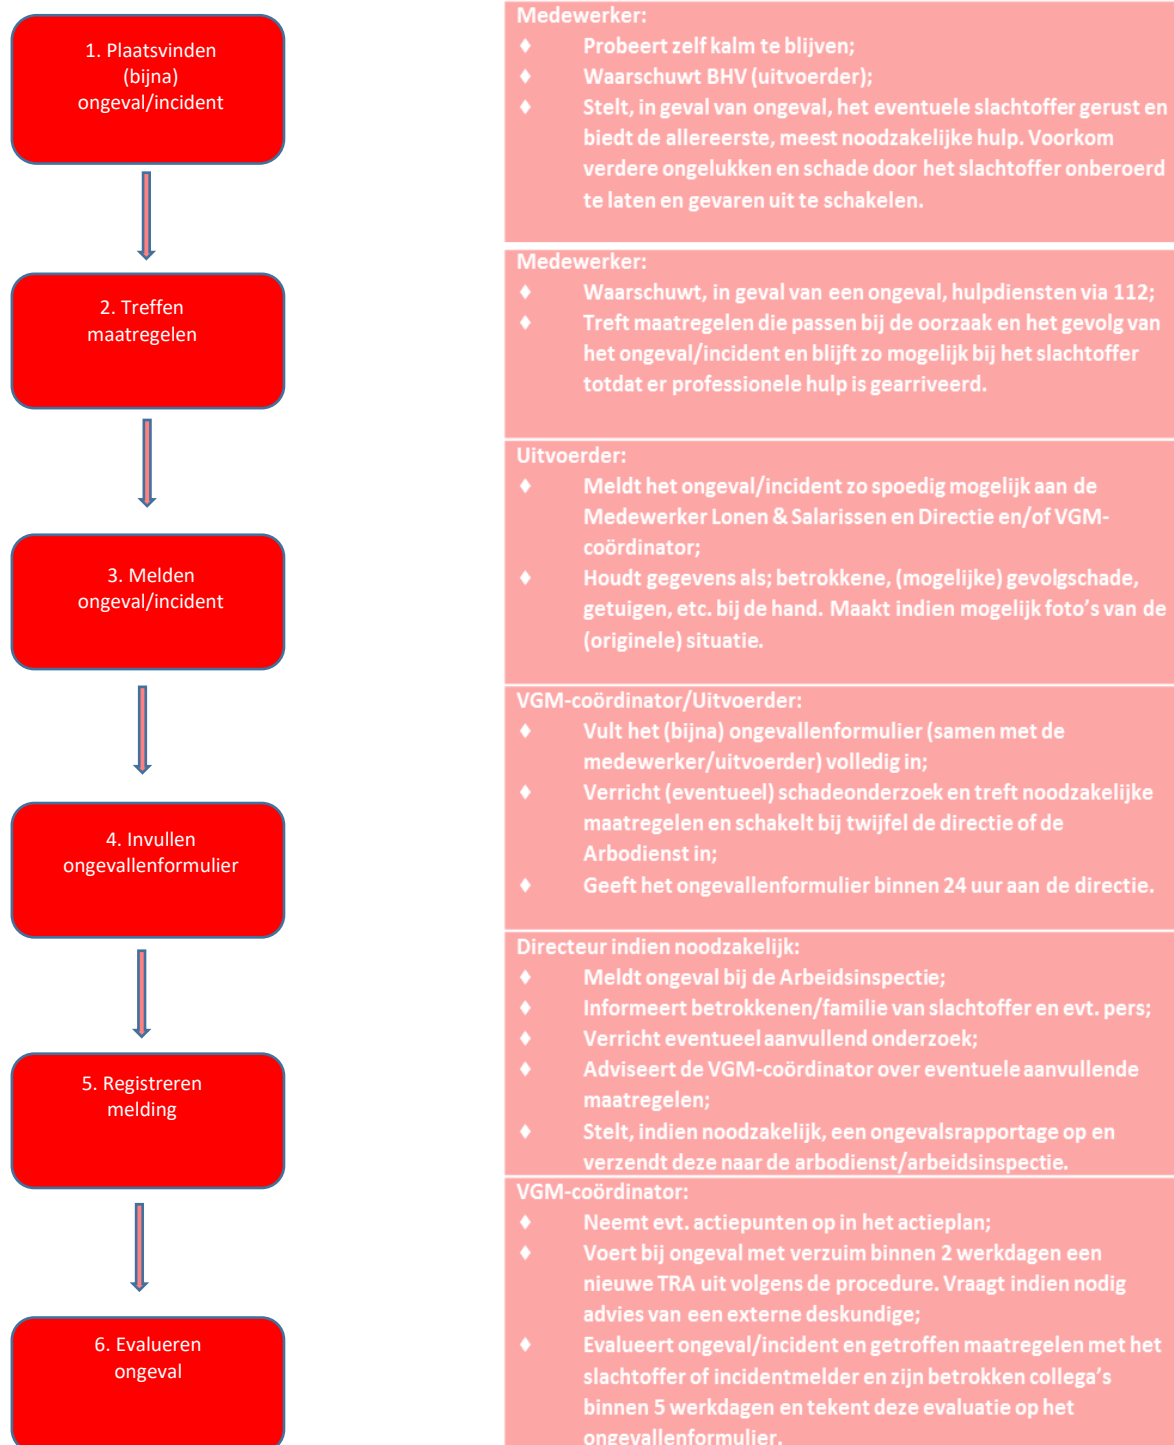 1. Plaatsvinden
(bijna)
ongeval/incident
Medewerker:
♦ Probeert zelf kalm te blijven;
♦ Waarschuwt BHV (uitvoerder);
♦ Stelt, in geval van ongeval, het eventuele slachtoffer gerust en
biedt de allereerste, meest noodzakelijke hulp. Voorkom
verdere ongelukken en schade door het slachtoffer onberoerd
te laten en gevaren uit te schakelen.
2. Treffen
maatregelen
Medewerker:
♦ Waarschuwt, in geval van een ongeval, hulpdiensten via 112;
♦ Treft maatregelen die passen bij de oorzaak en het gevolg van
het ongeval/incident en blijft zo mogelijk bij het slachtoffer
totdat er professionele hulp is gearriveerd.
3. Melden
ongeval/incident
Uitvoerder:
♦ Meldt het ongeval/incident zo spoedig mogelijk aan de
Medewerker Lonen & Salarissen en Directie en/of VGM-
coördinator;
♦ Houdt gegevens als; betrokkene, (mogelijke) gevolgschade,
getuigen, etc. bij de hand. Maakt indien mogelijk foto's van de
(originele) situatie.
4. Invullen
ongevallenformulier
VGM-coördinator/Uitvoerder:
♦ Vult het (bijna) ongevallenformulier (samen met de
medewerker/uitvoerder) volledig in;
♦ Verricht (eventueel) schadeonderzoek en treft noodzakelijke
maatregelen en schakelt bij twijfel de directie of de
Arbodienst in;
♦ Geeft het ongevallenformulier binnen 24 uur aan de directie.
5. Registreren
melding
Directeur indien noodzakelijk:
♦ Meldt ongeval bij de Arbeidsinspectie;
♦ Informeert betrokkenen/familie van slachtoffer en evt. pers;
♦ Verricht eventueel aanvullend onderzoek;
♦ Adviseert de VGM-coördinator over eventuele aanvullende
maatregelen;
♦ Stelt, indien noodzakelijk, een ongevalsrapportage op en
verzendt deze naar de arbodienst/arbeidsinspectie.
6. Evalueren
ongeval
VGM-coördinator:
♦ Neemt evt. actiepunten op in het actieplan;
♦ Voert bij ongeval met verzuim binnen 2 werkdagen een
nieuwe TRA uit volgens de procedure. Vraagt indien nodig
advies van een externe deskundige;
♦ Evalueert ongeval/incident en getroffen maatregelen met het
slachtoffer of incidentmelder en zijn betrokken collega's
binnen 5 werkdagen en tekent deze evaluatie op het
ongevallenformulier.